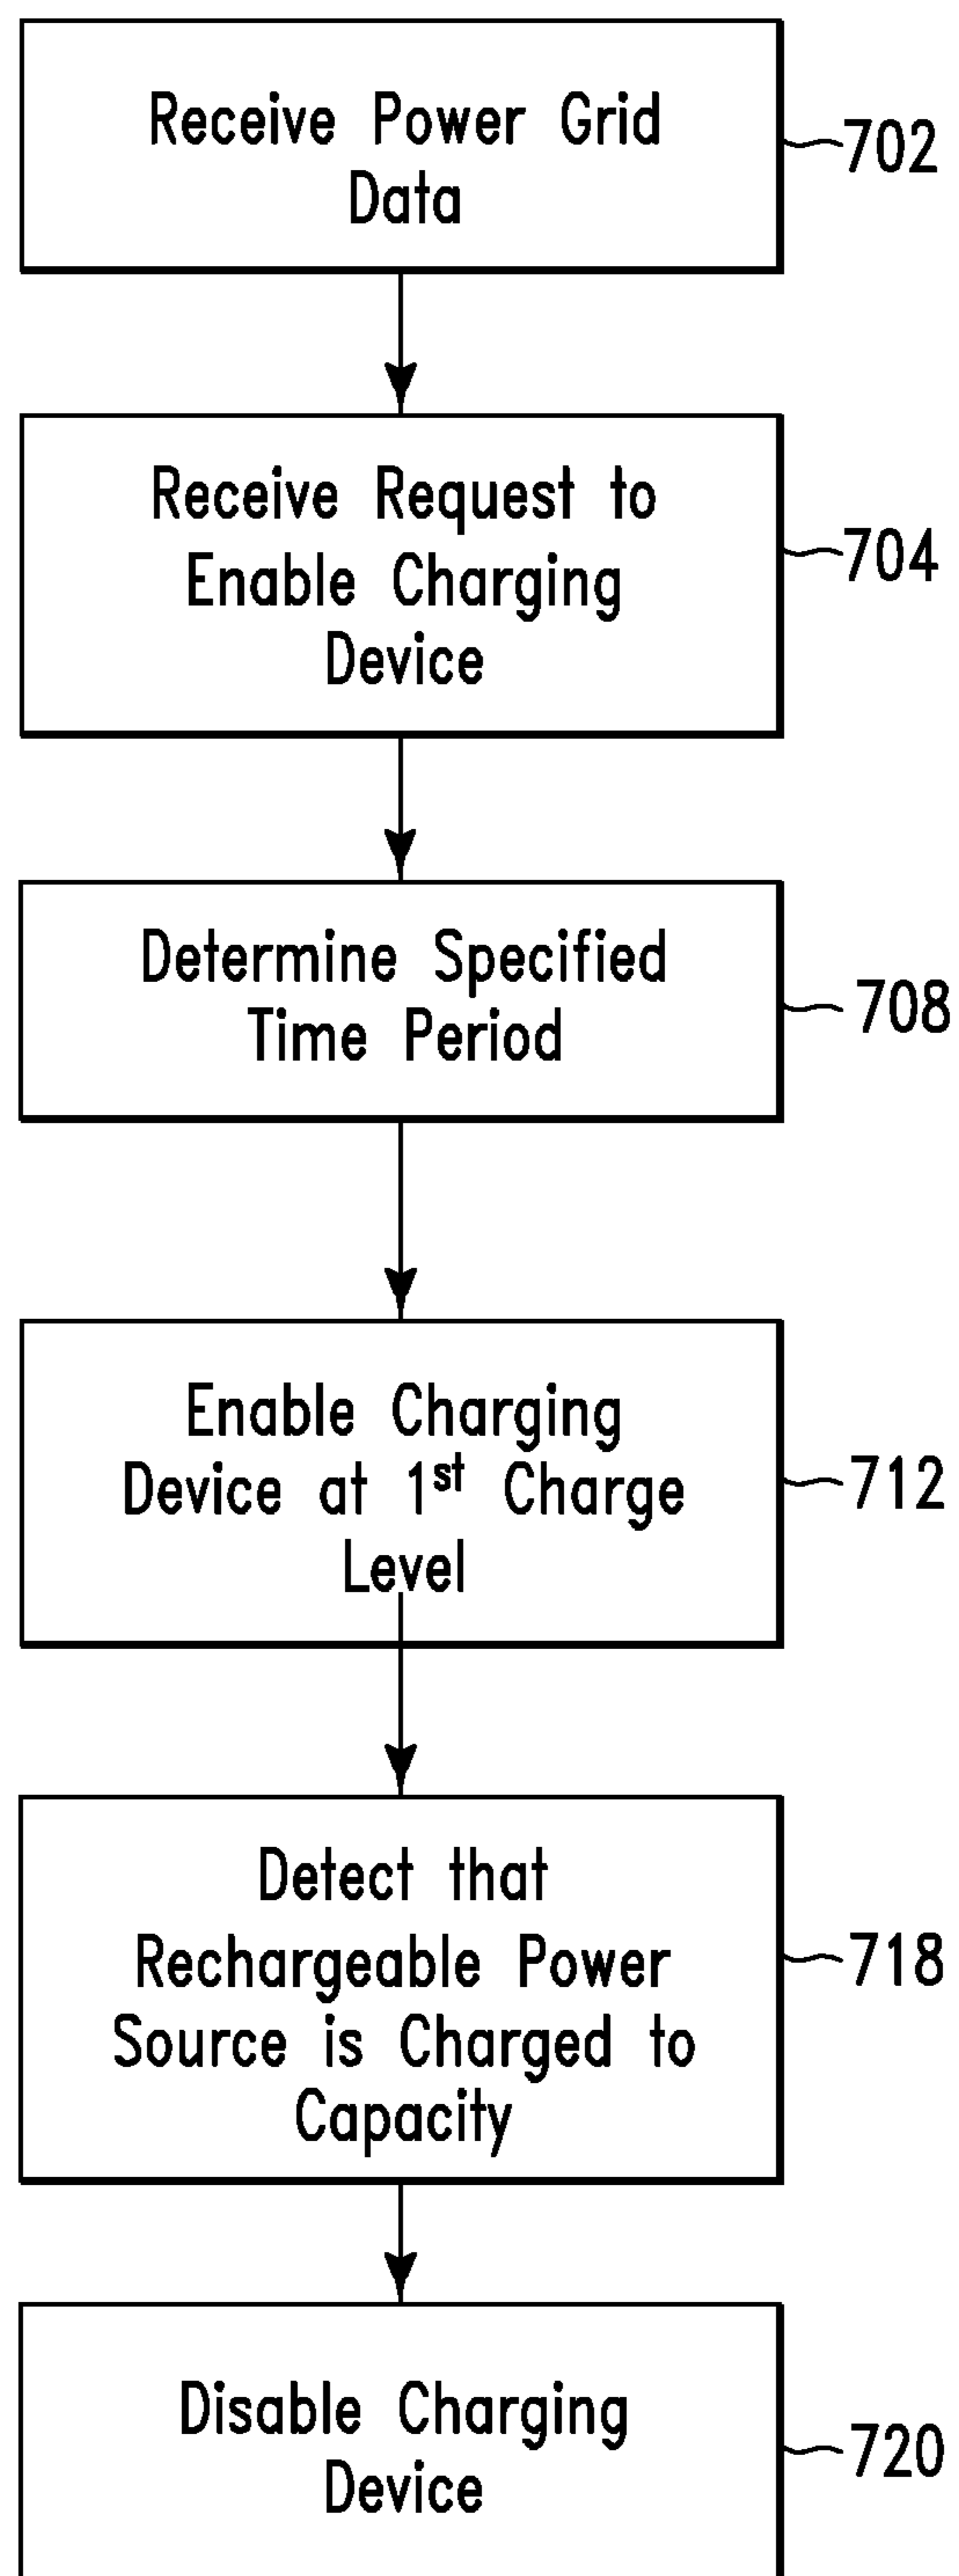 Receive Power Grid
Data
702
Receive Request to
Enable Charging
Device
704
Determine Specified
Time Period
708
Enable Charging
Device at 1st Charge
Level
712
Detect that
Rechargeable Power
Source is Charged to
Capacity
718
Disable Charging
Device
720